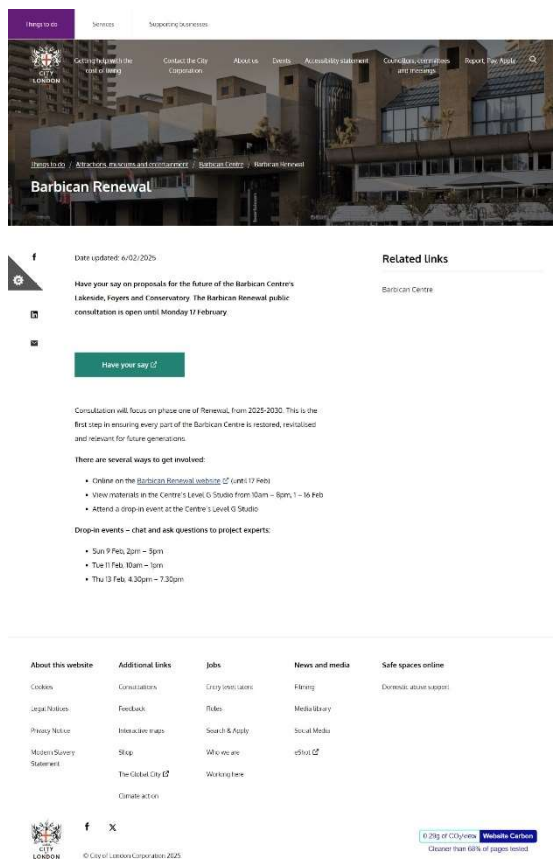 Things to do
Services
Supporting businesses
CITY
LONDON
Getting help with the
cost of living
Contact the City
Corporation
About us
Events
Accessibility statement
Councillors, committees
and meetings
Report, Pay, Apply
Things to do / Attractions, museums and entertainment / Barbican Centre / Barbican Renewal
Barbican Renewal
Date updated: 6/02/2025
Have your say on proposals for the future of the Barbican Centre's
Lakeside, Foyers and Conservatory. The Barbican Renewal public
consultation is open until Monday 17 February.
Have your say
Consultation will focus on phase one of Renewal, from 2025-2030. This is the
first step in ensuring every part of the Barbican Centre is restored, revitalised
and relevant for future generations.
There are several ways to get involved:
• Online on the Barbican Renewal website (until 17 Feb)
• View materials in the Centre's Level G Studio from 10am – 8pm, 1 – 16 Feb
• Attend a drop-in event at the Centre's Level G Studio
Drop-in events – chat and ask questions to project experts:
• Sun 9 Feb, 2pm – 5pm
• Tue 11 Feb, 10am – 1pm
• Thu 13 Feb, 4.30pm – 7.30pm
Related links
Barbican Centre
About this website
Cookies
Legal Notices
Privacy Notice
Modern Slavery
Statement
Additional links
Consultations
Feedback
Interactive maps
Shop
The Global City
Climate action
Jobs
Entry level talent
Roles
Search & Apply
Who we are
Working here
News and media
Filming
Media library
Social Media
eShot
Safe spaces online
Domestic abuse support
CITY
LONDON
© City of London Corporation 2025
0.29g of CO₂/view Website Carbon
Cleaner than 68% of pages tested